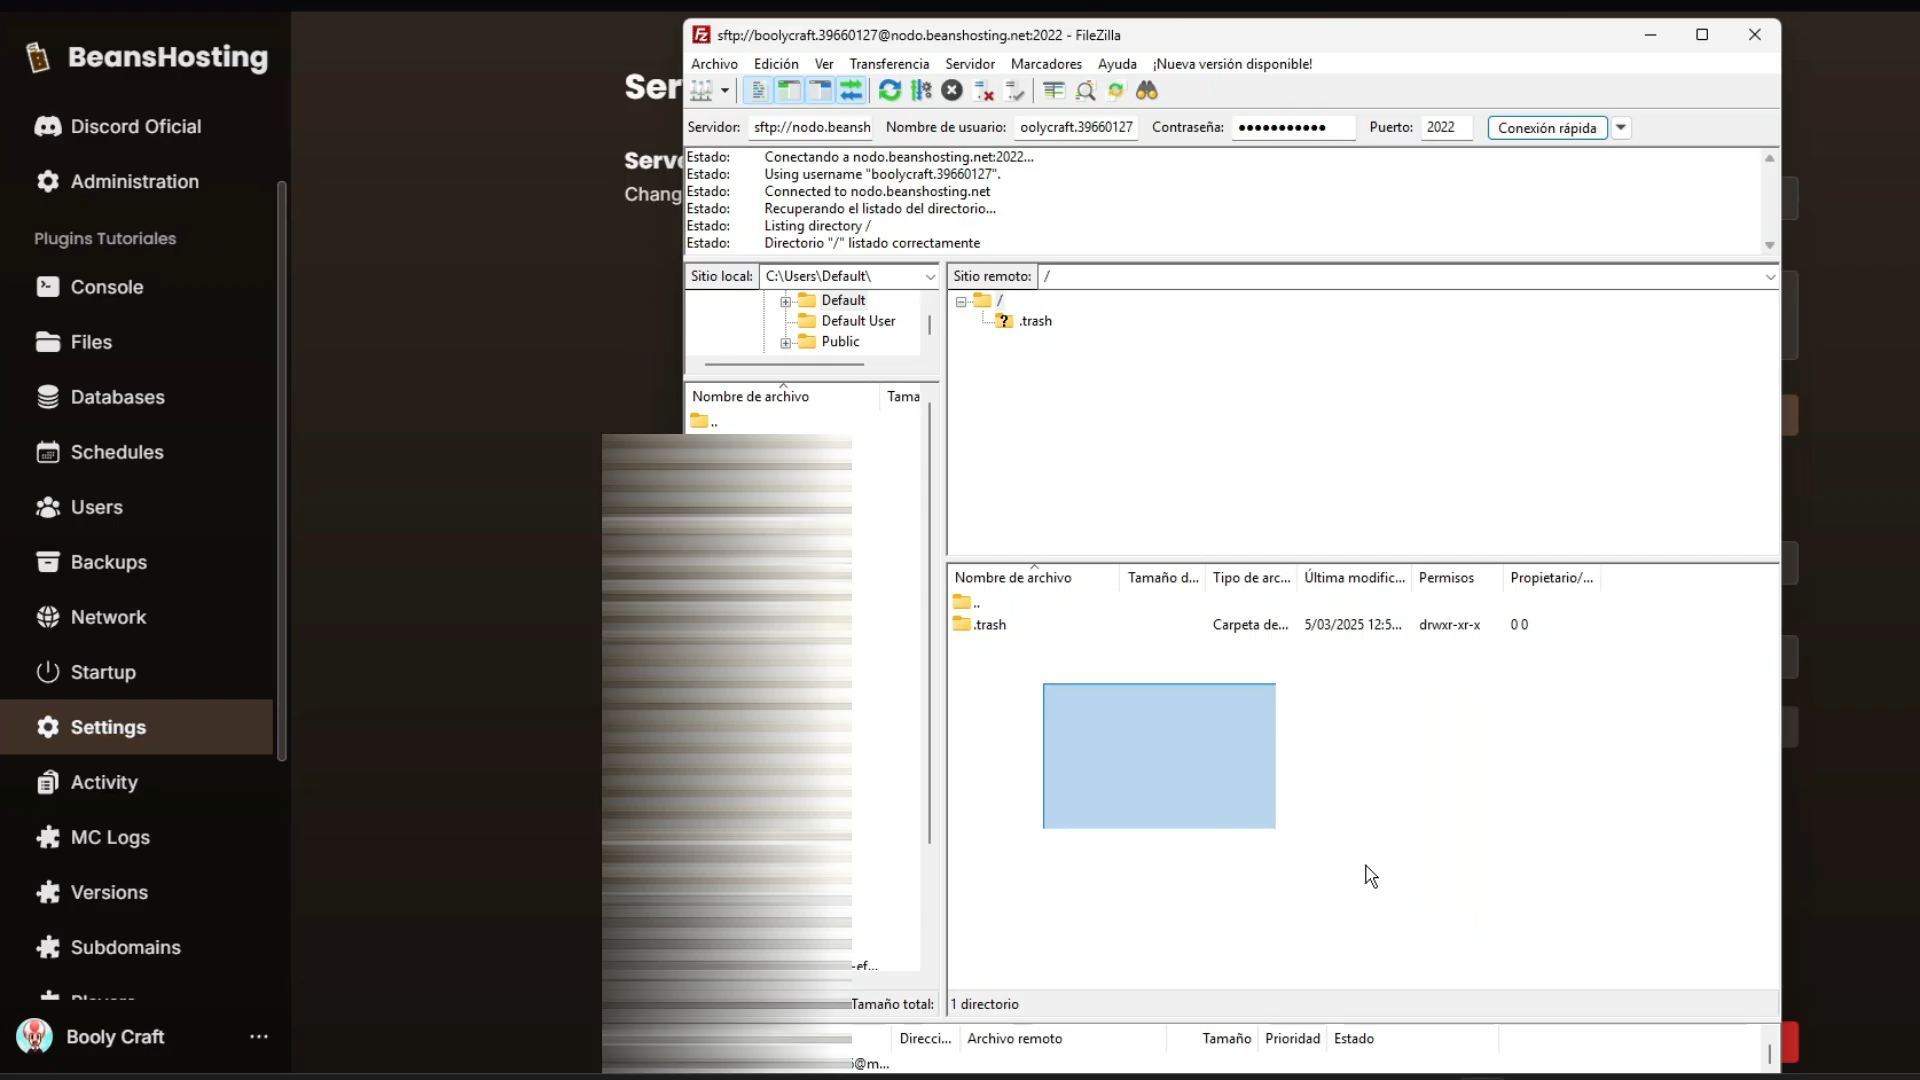 BeansHosting
Discord Oficial
Administration
Plugins Tutoriales
Console
Files
Databases
Schedules
Users
Backups
Network
Startup
Settings
Activity
MC Logs
Versions
Subdomains
Booly Craft
Ser
Serve
Chang
sftp://boolycraft.39660127@nodo.beanshosting.net:2022 - FileZilla
Archivo Edición Ver Transferencia Servidor Marcadores Ayuda ¡Nueva versión disponible!
Servidor: sftp://nodo.beansh Nombre de usuario: oolycraft.39660127 Contraseña: ●●●●●●●●●●● Puerto: 2022 Conexión rápida
Estado: Conectando a nodo.beanshosting.net:2022...
Estado: Using username "boolycraft.39660127".
Estado: Connected to nodo.beanshosting.net
Estado: Recuperando el listado del directorio...
Estado: Listing directory /
Estado: Directorio "/" listado correctamente
Sitio local: C:\Users\Default\
Default
Default User
Public
Nombre de archivo Tama
..
-ef...
Tamaño total:
Sitio remoto: /
/
.trash
Nombre de archivo Tamaño d... Tipo de arc... Última modific... Permisos Propietario/...
..
.trash Carpeta de... 5/03/2025 12:5... drwxr-xr-x 0 0
1 directorio
Direcci... Archivo remoto Tamaño Prioridad Estado
@m...